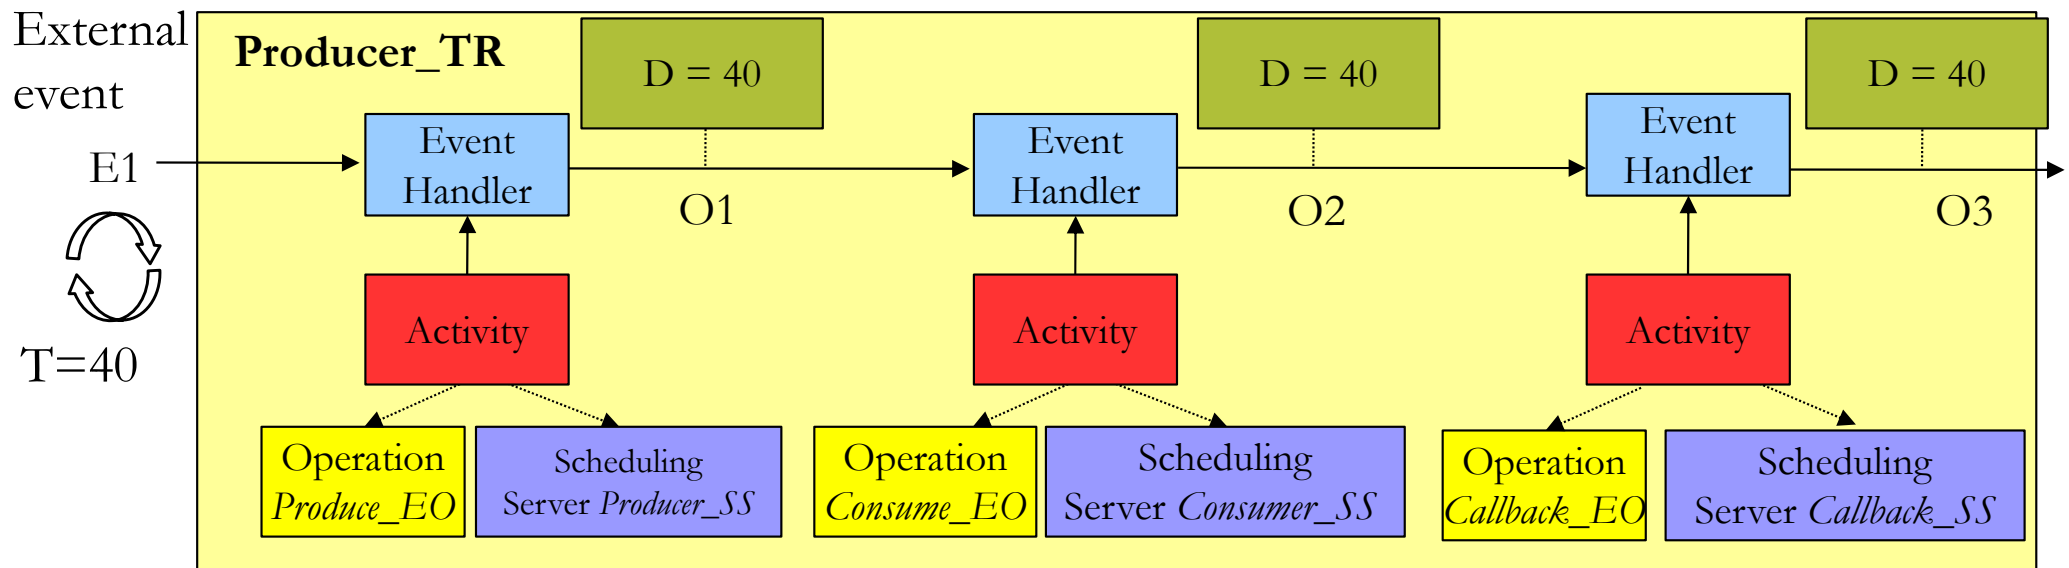 External
event
E1
T=40
Producer_TR
D = 40
D = 40
D = 40
Event
Handler
Event
Handler
Event
Handler
O1
O2
O3
Activity
Activity
Activity
Operation
Produce_EO
Scheduling
Server Producer_SS
Operation
Consume_EO
Scheduling
Server Consumer_SS
Operation
Callback_EO
Scheduling
Server Callback_SS